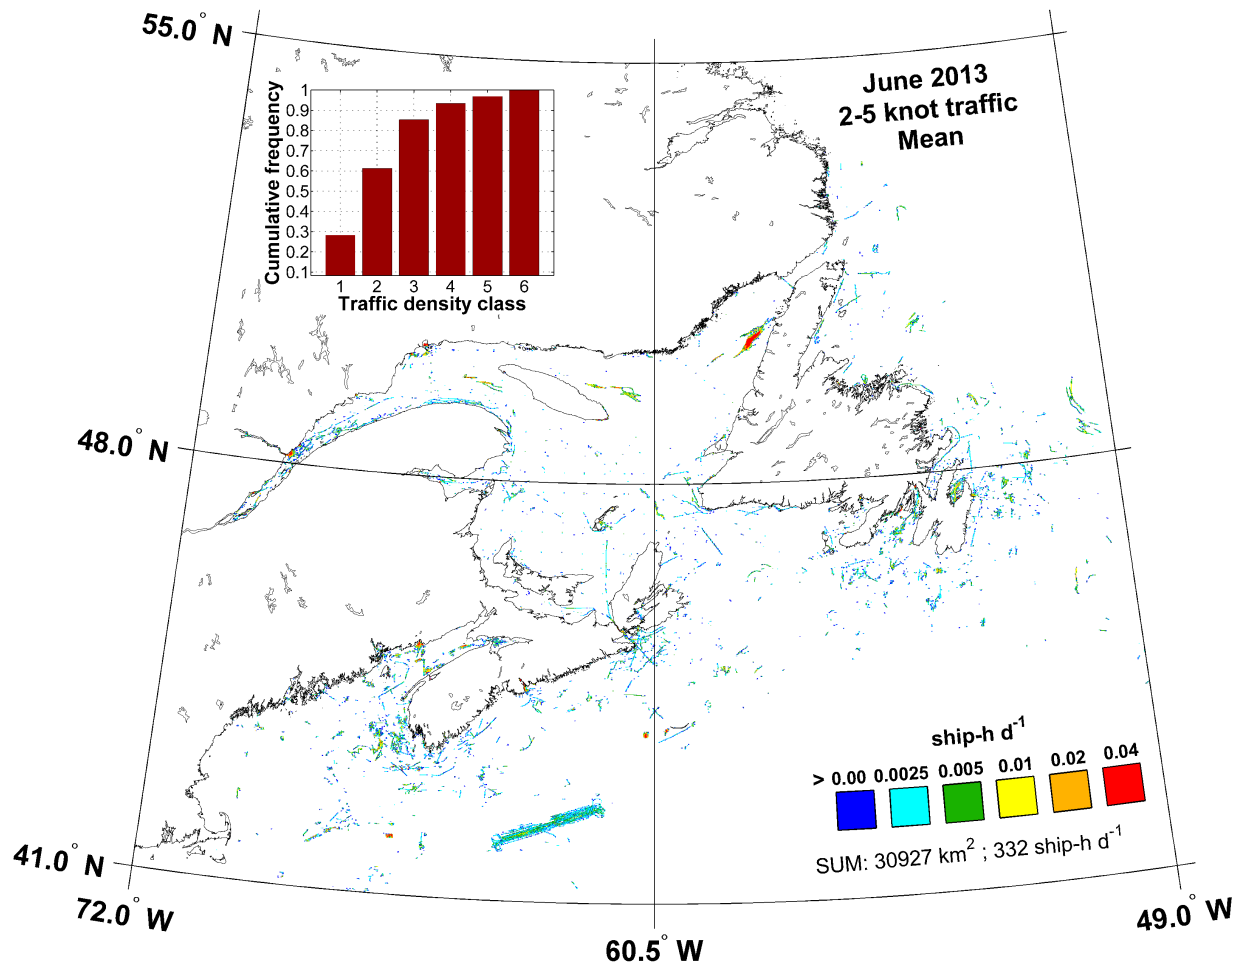 55.0° N
June 2013
2-5 knot traffic
Mean
Cumulative frequency
1
0.9
0.8
0.7
0.6
0.5
0.4
0.3
0.2
0.1
1 2 3 4 5 6
Traffic density class
48.0° N
ship-h d⁻¹
> 0.00 0.0025 0.005 0.01 0.02 0.04
SUM: 30927 km² ; 332 ship-h d⁻¹
41.0° N
72.0° W
60.5° W
49.0° W